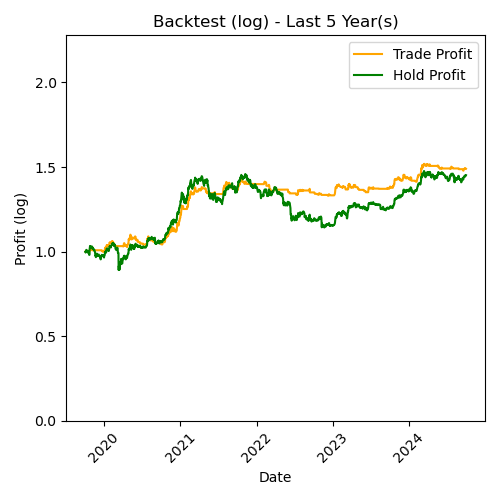 Backtest (log) - Last 5 Year(s)
Trade Profit
Hold Profit
2.0
1.5
1.0
0.5
0.0
Profit (log)
2020
2021
2022
2023
2024
Date